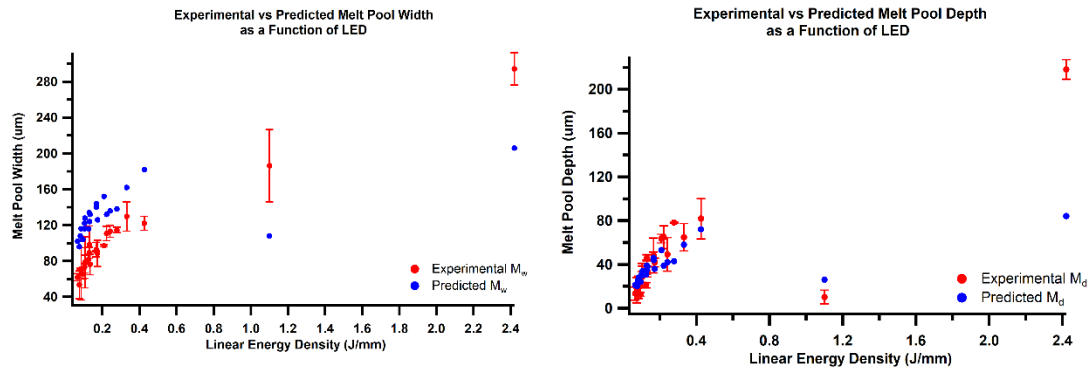 Experimental vs Predicted Melt Pool Width
as a Function of LED
Melt Pool Width (um)
280
240
200
160
120
80
40
0.2
0.4
0.6
0.8
1.0
1.2
1.4
1.6
1.8
2.0
2.2
2.4
Linear Energy Density (J/mm)
Experimental Mw
Predicted Mw
Experimental vs Predicted Melt Pool Depth
as a Function of LED
Melt Pool Depth (um)
200
160
120
80
40
0
0.4
0.8
1.2
1.6
2.0
2.4
Linear Energy Density (J/mm)
Experimental Md
Predicted Md